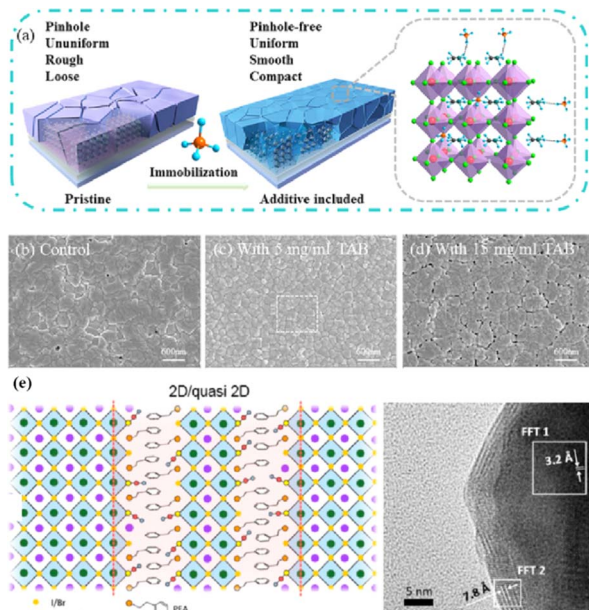 (a)
Pinhole
Ununiform
Rough
Loose
Pinhole-free
Uniform
Smooth
Compact
Immobilization
Pristine
Additive included
(b) Control
600nm
(c) With 5 mg/ml TAB
600nm
(d) With 15 mg/ml TAB
600nm
(e)
2D/quasi 2D
I/Br
PEA
FFT 1
3.2 Å
FFT 2
7.8 Å
5 nm